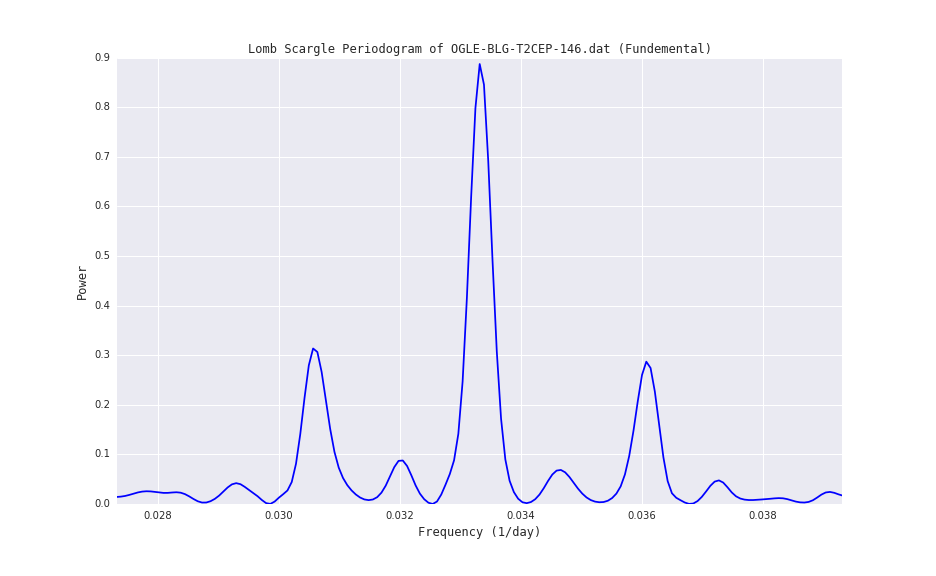 Lomb Scargle Periodogram of OGLE-BLG-T2CEP-146.dat (Fundemental)
0.9
0.8
0.7
0.6
0.5
0.4
0.3
0.2
0.1
0.0
Power
0.028 0.030 0.032 0.034 0.036 0.038
Frequency (1/day)